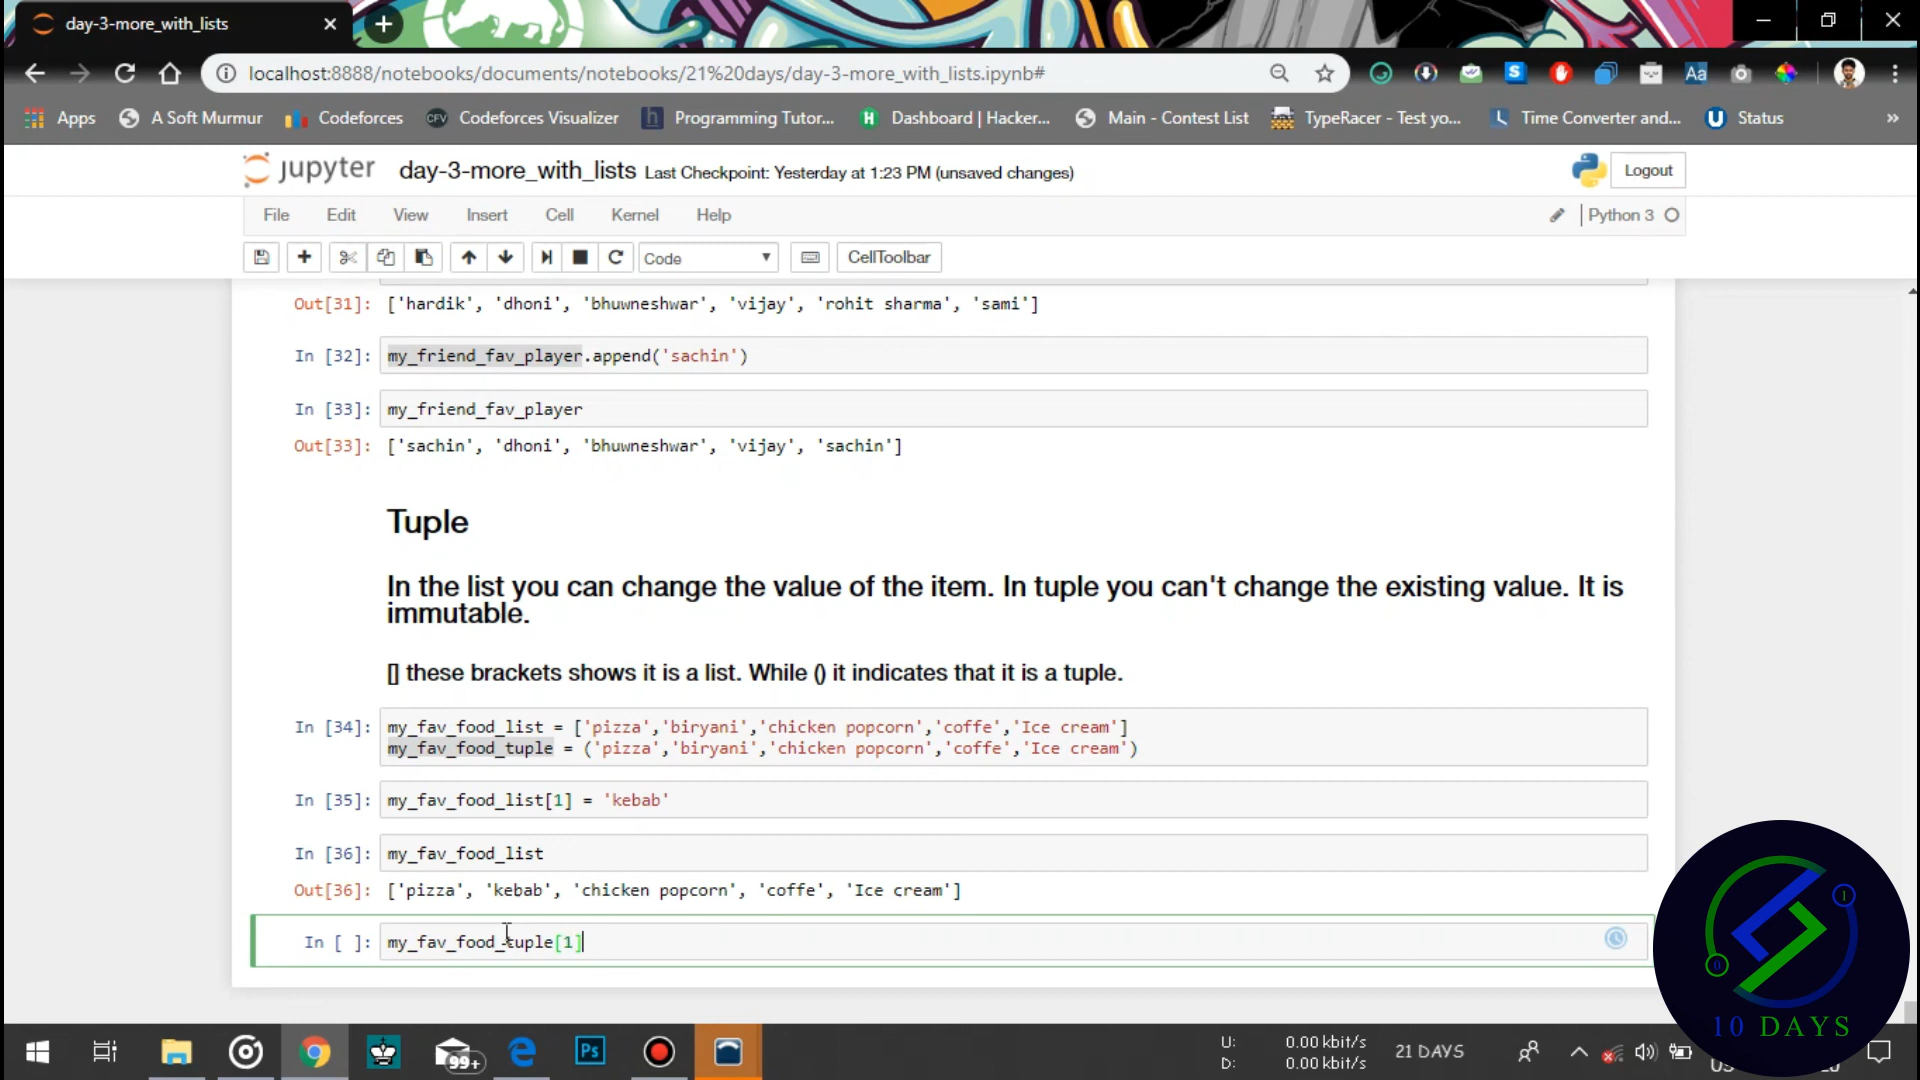 day-3-more_with_lists
localhost:8888/notebooks/documents/notebooks/21%20days/day-3-more_with_lists.ipynb#
Apps A Soft Murmur Codeforces CFV Codeforces Visualizer h Programming Tutor... H Dashboard | Hacker... Main - Contest List TypeRacer - Test yo... Time Converter and... U Status »
jupyter day-3-more_with_lists Last Checkpoint: Yesterday at 1:23 PM (unsaved changes) Logout
File Edit View Insert Cell Kernel Help Python 3
Code CellToolbar
Out[31]: ['hardik', 'dhoni', 'bhuwneshwar', 'vijay', 'rohit sharma', 'sami']
In [32]: my_friend_fav_player.append('sachin')
In [33]: my_friend_fav_player
Out[33]: ['sachin', 'dhoni', 'bhuwneshwar', 'vijay', 'sachin']
Tuple
In the list you can change the value of the item. In tuple you can't change the existing value. It is
immutable.
[] these brackets shows it is a list. While () it indicates that it is a tuple.
In [34]: my_fav_food_list = ['pizza','biryani','chicken popcorn','coffe','Ice cream']
my_fav_food_tuple = ('pizza','biryani','chicken popcorn','coffe','Ice cream')
In [35]: my_fav_food_list[1] = 'kebab'
In [36]: my_fav_food_list
Out[36]: ['pizza', 'kebab', 'chicken popcorn', 'coffe', 'Ice cream']
In [ ]: my_fav_food_tuple[1]
1
0
10 DAYS
99+ Ps
U: 0.00 kbit/s
D: 0.00 kbit/s
21 DAYS